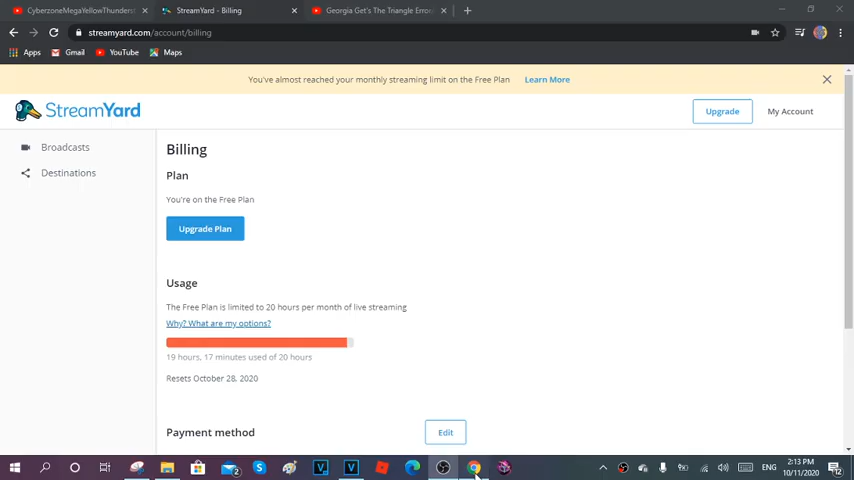 CyberzoneMegaYellowThunderst
StreamYard - Billing
Georgia Get's The Triangle Error
streamyard.com/account/billing
Apps
Gmail
YouTube
Maps
You've almost reached your monthly streaming limit on the Free Plan
Learn More
StreamYard
Upgrade
My Account
Broadcasts
Destinations
Billing
Plan
You're on the Free Plan
Upgrade Plan
Usage
The Free Plan is limited to 20 hours per month of live streaming
Why? What are my options?
19 hours, 17 minutes used of 20 hours
Resets October 28, 2020
Payment method
Edit
2
ENG
2:13 PM
10/11/2020
12